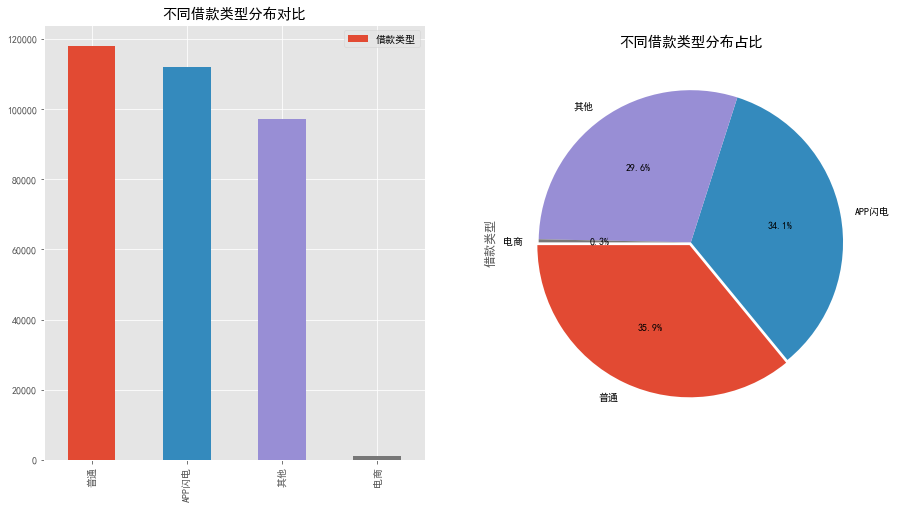 不同借款类型分布对比
借款类型
120000
100000
80000
60000
40000
20000
0
普通
APP闪电
其他
电商
不同借款类型分布占比
借款类型
其他
29.6%
APP闪电
34.1%
电商
0.3%
35.9%
普通